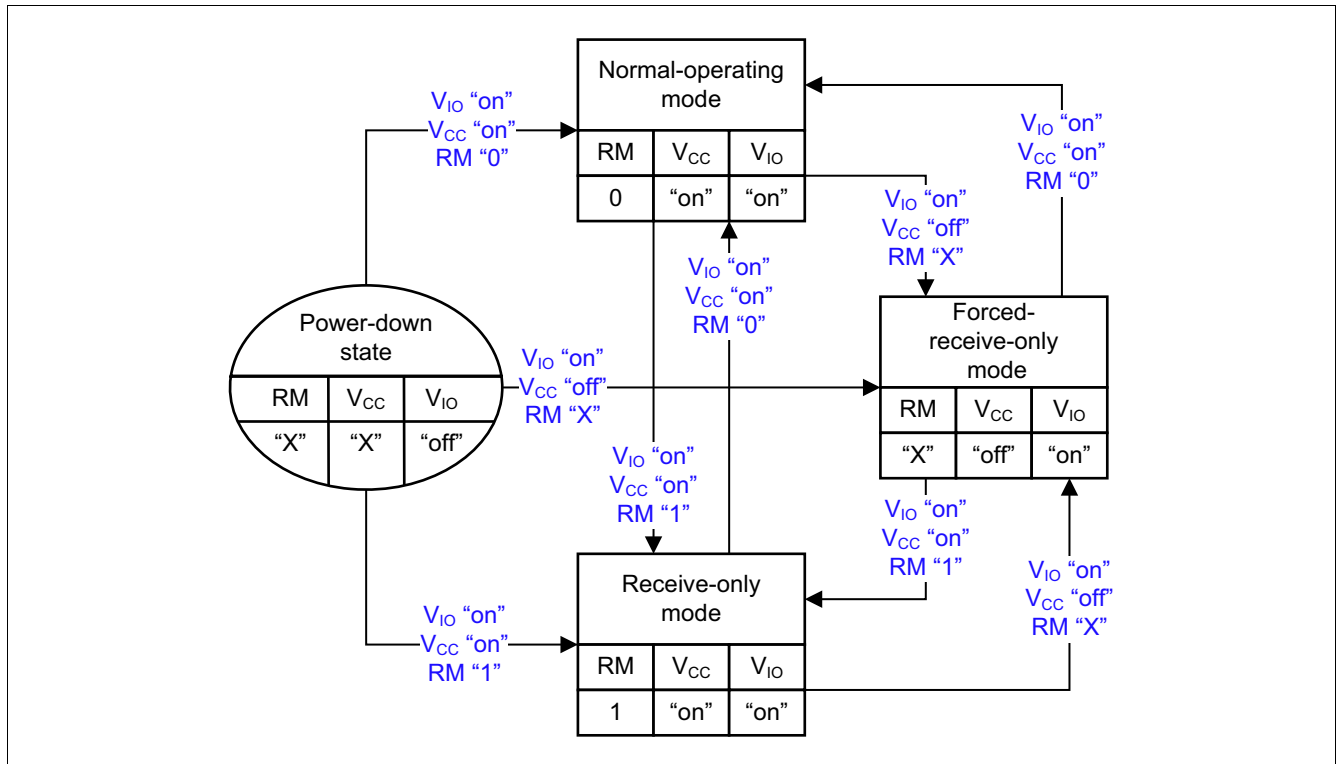 Normal-operating
mode
RM VCC VIO
0 “on” “on”
VIO “on”
VCC “on”
RM “0”
VIO “on”
VCC “on”
RM “0”
VIO “on”
VCC “off”
RM “X”
VIO “on”
VCC “on”
RM “0”
Power-down
state
RM VCC VIO
“X” “X” “off”
VIO “on”
VCC “off”
RM “X”
Forced-
receive-only
mode
RM VCC VIO
“X” “off” “on”
VIO “on”
VCC “on”
RM “1”
VIO “on”
VCC “on”
RM “1”
VIO “on”
VCC “off”
RM “X”
VIO “on”
VCC “on”
RM “1”
Receive-only
mode
RM VCC VIO
1 “on” “on”